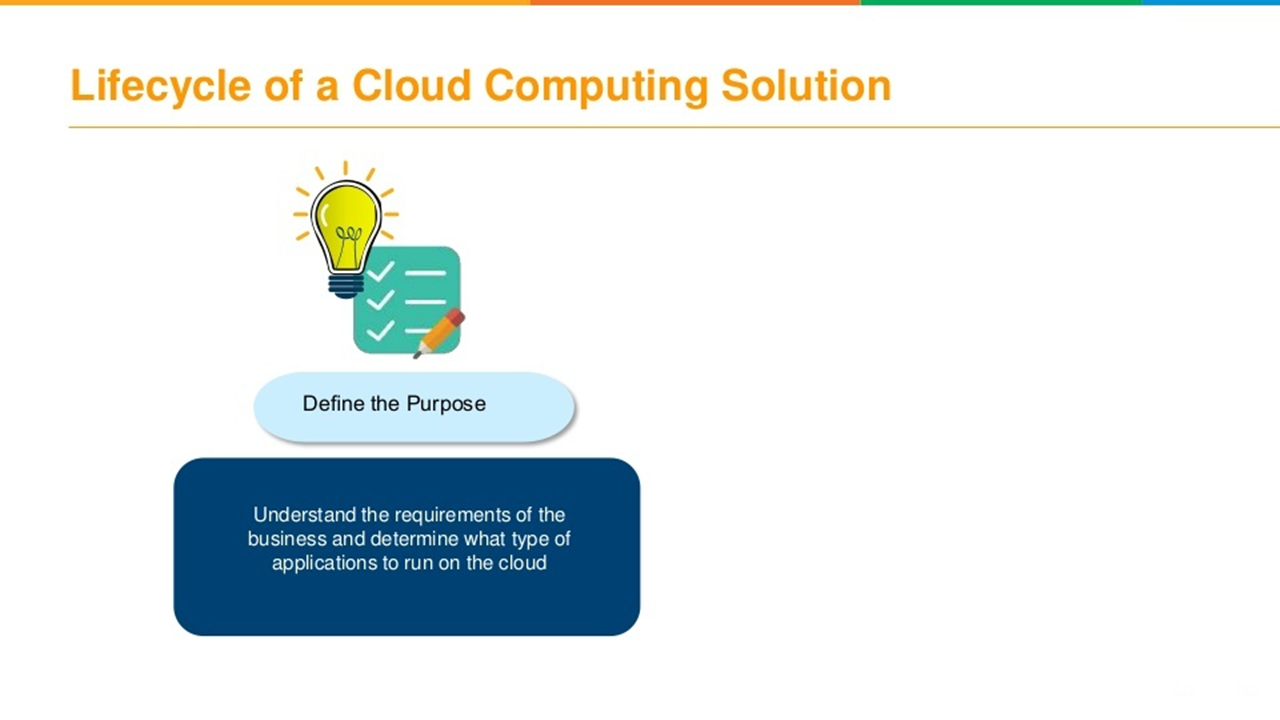 Lifecycle of a Cloud Computing Solution
Define the Purpose
Understand the requirements of the
business and determine what type of
applications to run on the cloud